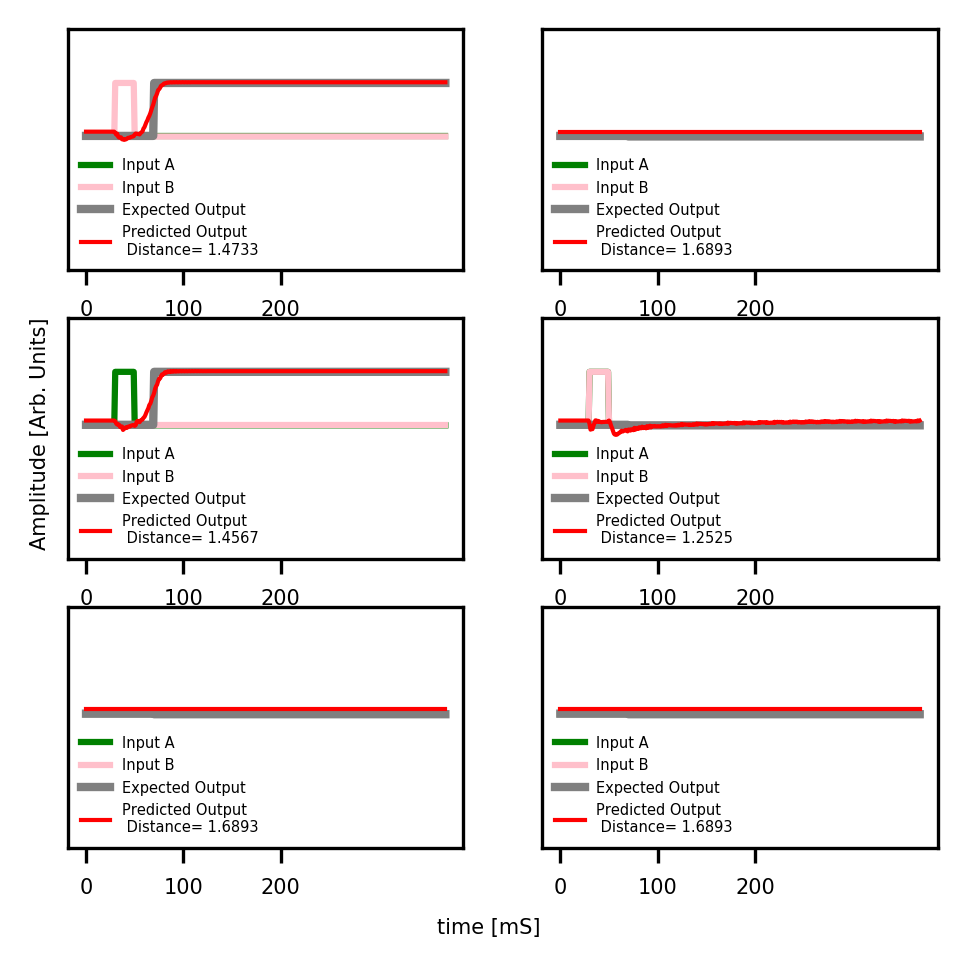 Input A
Input B
Expected Output
Predicted Output
Distance= 1.4733
0 100 200
Input A
Input B
Expected Output
Predicted Output
Distance= 1.6893
0 100 200
Amplitude [Arb. Units]
Input A
Input B
Expected Output
Predicted Output
Distance= 1.4567
0 100 200
Input A
Input B
Expected Output
Predicted Output
Distance= 1.2525
0 100 200
Input A
Input B
Expected Output
Predicted Output
Distance= 1.6893
0 100 200
Input A
Input B
Expected Output
Predicted Output
Distance= 1.6893
0 100 200
time [mS]